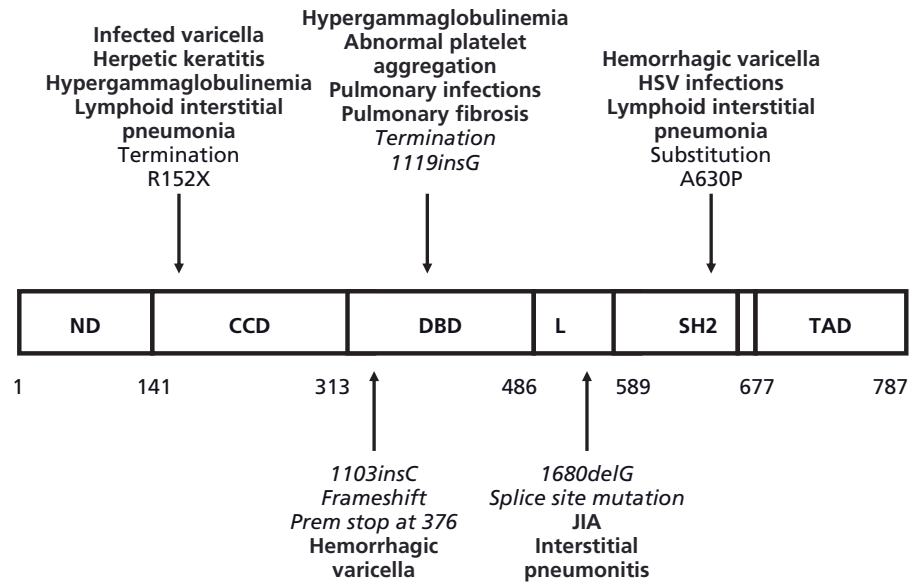 Infected varicella
Herpetic keratitis
Hypergammaglobulinemia
Lymphoid interstitial
pneumonia
Termination
R152X
Hypergammaglobulinemia
Abnormal platelet
aggregation
Pulmonary infections
Pulmonary fibrosis
Termination
1119insG
Hemorrhagic varicella
HSV infections
Lymphoid interstitial
pneumonia
Substitution
A630P
ND CCD DBD L SH2 TAD
1 141 313 486 589 677 787
1103insC
Frameshift
Prem stop at 376
Hemorrhagic
varicella
1680delG
Splice site mutation
JIA
Interstitial
pneumonitis